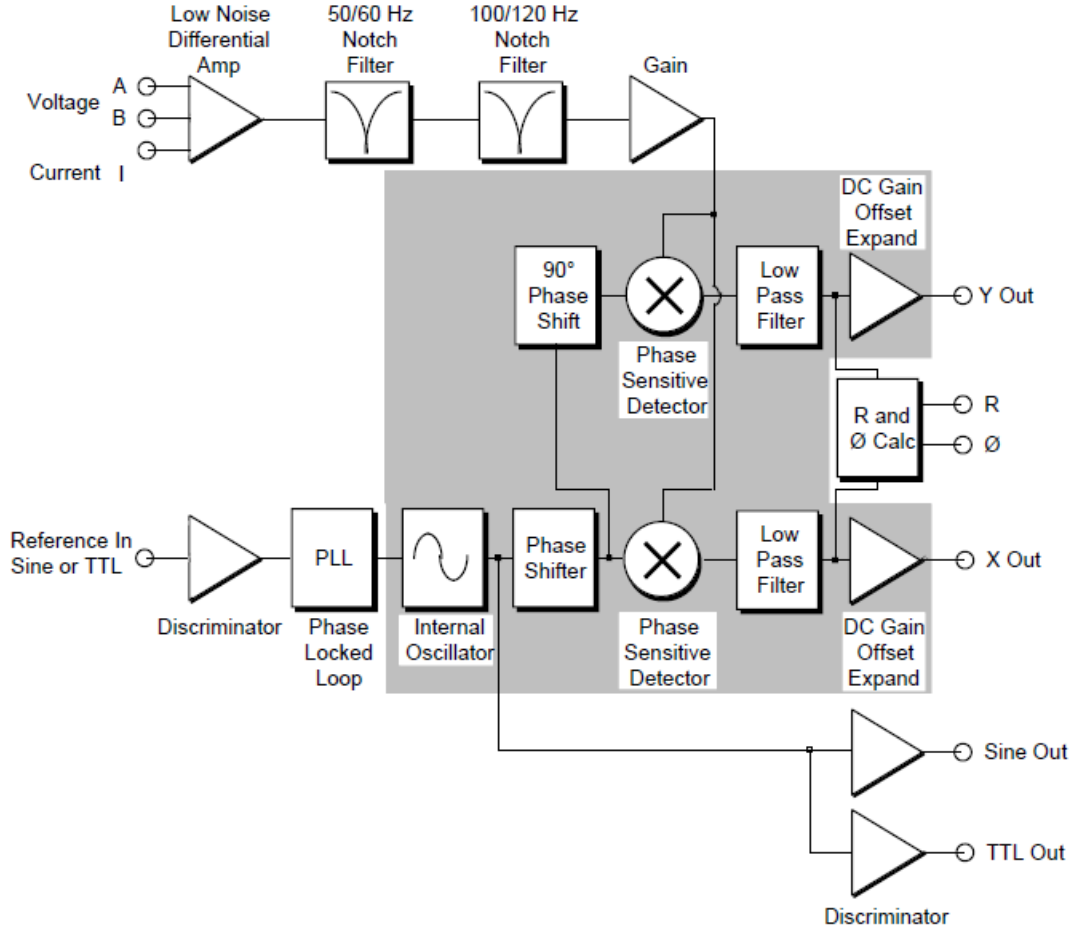 Low Noise
Differential
Amp
50/60 Hz
Notch
Filter
100/120 Hz
Notch
Filter
Gain
Voltage
A
B
Current I
DC Gain
Offset
Expand
90°
Phase
Shift
Low
Pass
Filter
Y Out
Phase
Sensitive
Detector
R and
Ø Calc
R
Ø
Reference In
Sine or TTL
PLL
Phase
Shifter
Low
Pass
Filter
X Out
Discriminator
Phase
Locked
Loop
Internal
Oscillator
Phase
Sensitive
Detector
DC Gain
Offset
Expand
Sine Out
TTL Out
Discriminator